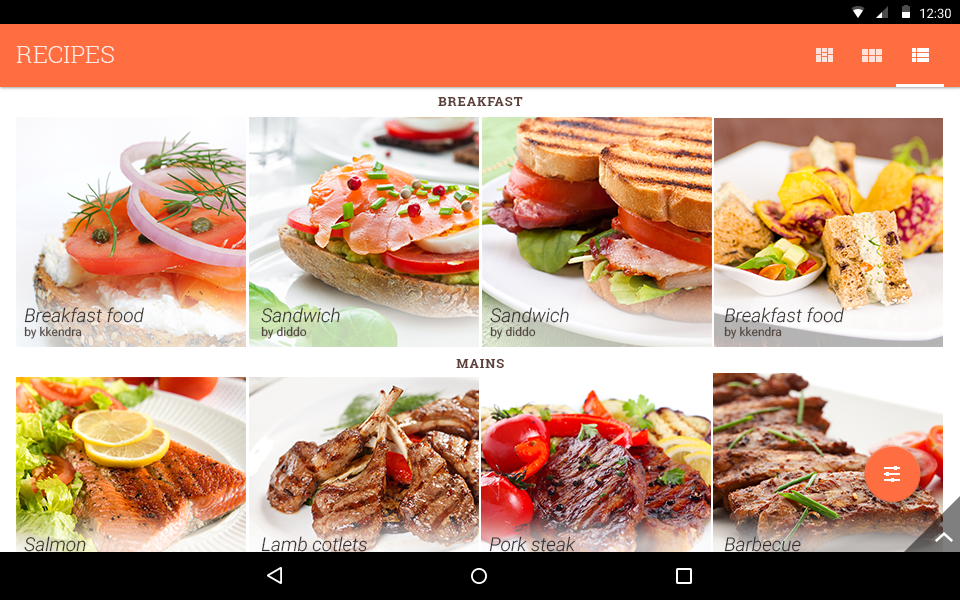 12:30
RECIPES
BREAKFAST
Breakfast food
by kkendra
Sandwich
by diddo
Sandwich
by diddo
Breakfast food
by kkendra
MAINS
Salmon
Lamb cotlets
Pork steak
Barbecue